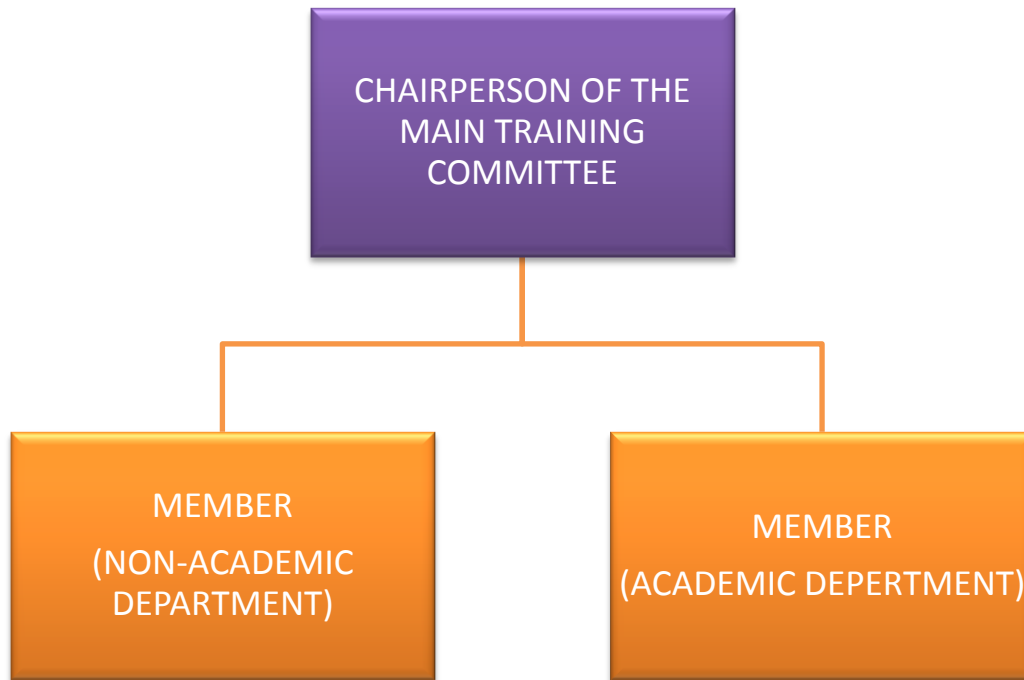 CHAIRPERSON OF THE
MAIN TRAINING
COMMITTEE
MEMBER
(NON-ACADEMIC
DEPARTMENT)
MEMBER
(ACADEMIC DEPERTMENT)